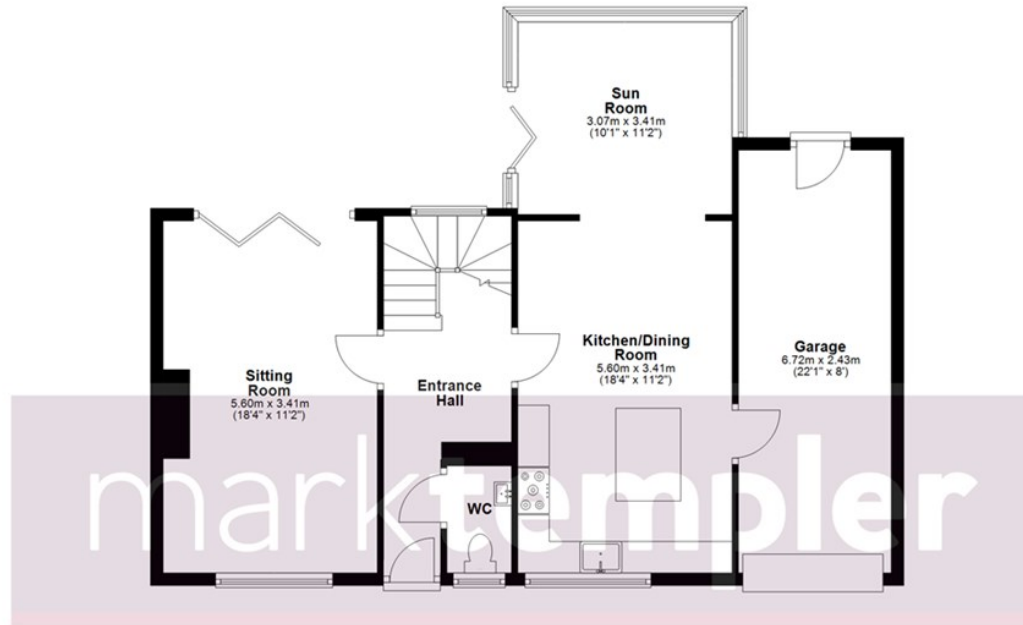 Sun
Room
3.07m x 3.41m
(10'1" x 11'2")
Kitchen/Dining
Room
5.60m x 3.41m
(18'4" x 11'2")
Garage
6.72m x 2.43m
(22'1" x 8')
Sitting
Room
5.60m x 3.41m
(18'4" x 11'2")
Entrance
Hall
WC
marktempler